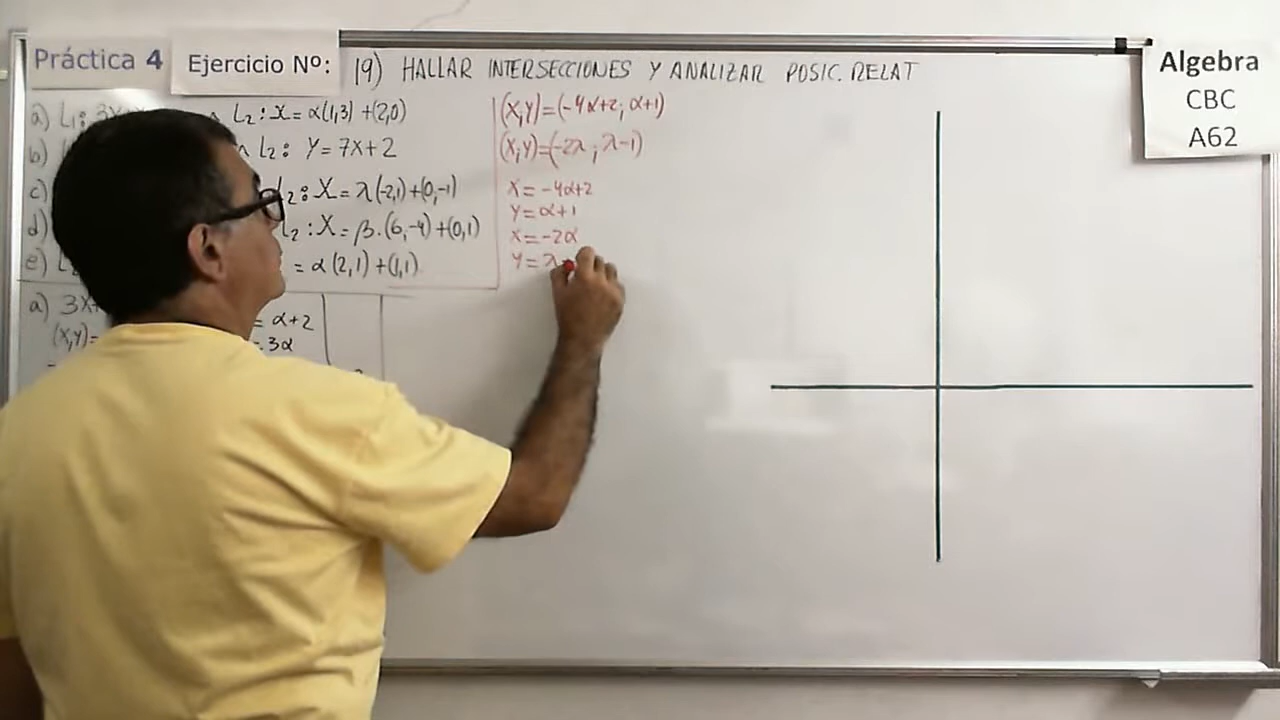 Práctica 4
Ejercicio Nº:
19) HALLAR INTERSECCIONES Y ANALIZAR POSIC. RELAT
Algebra
CBC
A62
a) L₁: 3X L₂: X = α(1,3) + (2,0)
b) L₂: Y = 7X + 2
c) L₂: X = λ(-2,1) + (0,-1)
d) : X = β.(6,-4) + (0,1)
e) = α(2,1) + (1,1)
(X,Y) = (-4α+2; α+1)
(X,Y) = (-2λ; λ-1)
X = -4α+2
Y = α+1
X = -2α
Y = λ
a) 3X+ = α+2
(X,Y) = = 3α